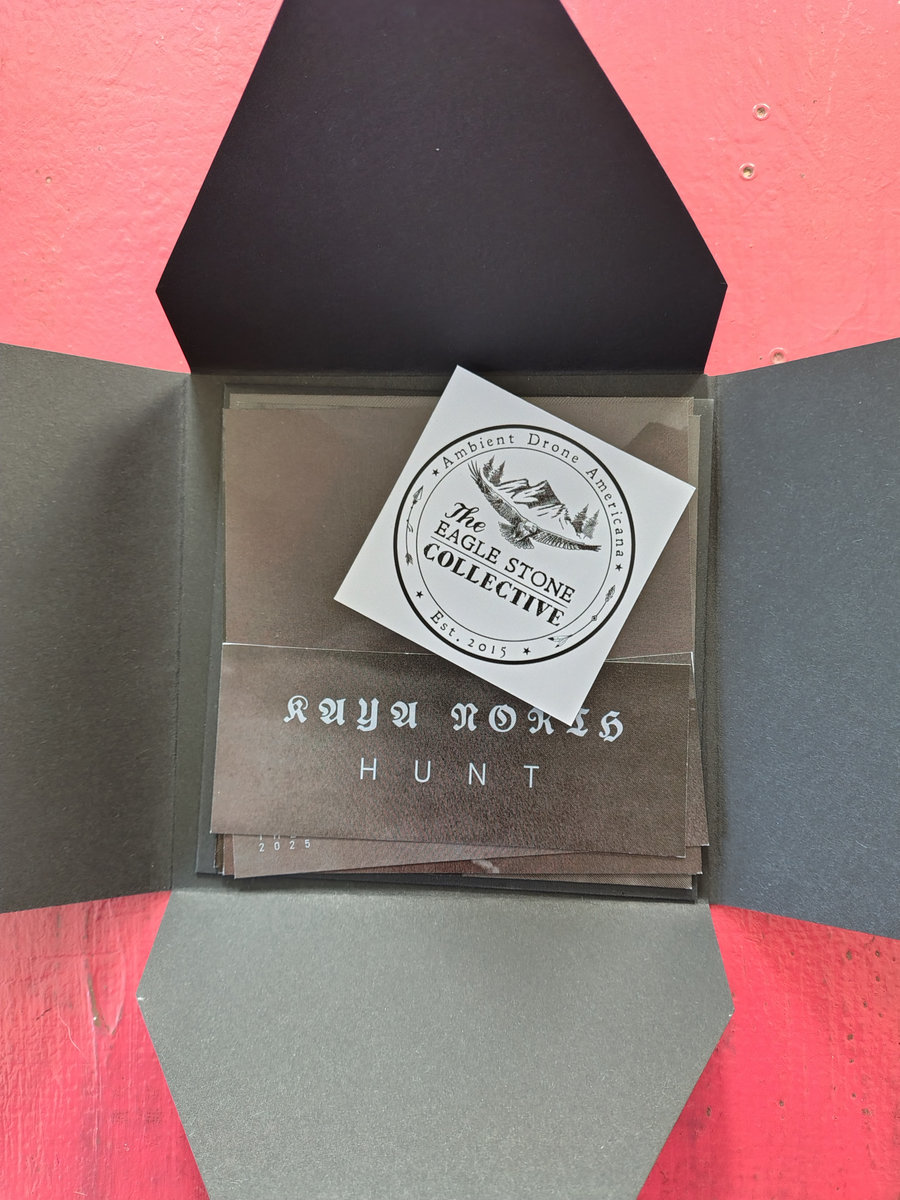 Ambient Drone Americana
The
EAGLE STONE
COLLECTIVE
Est. 2015
KAYA NORTH
HUNT
2025